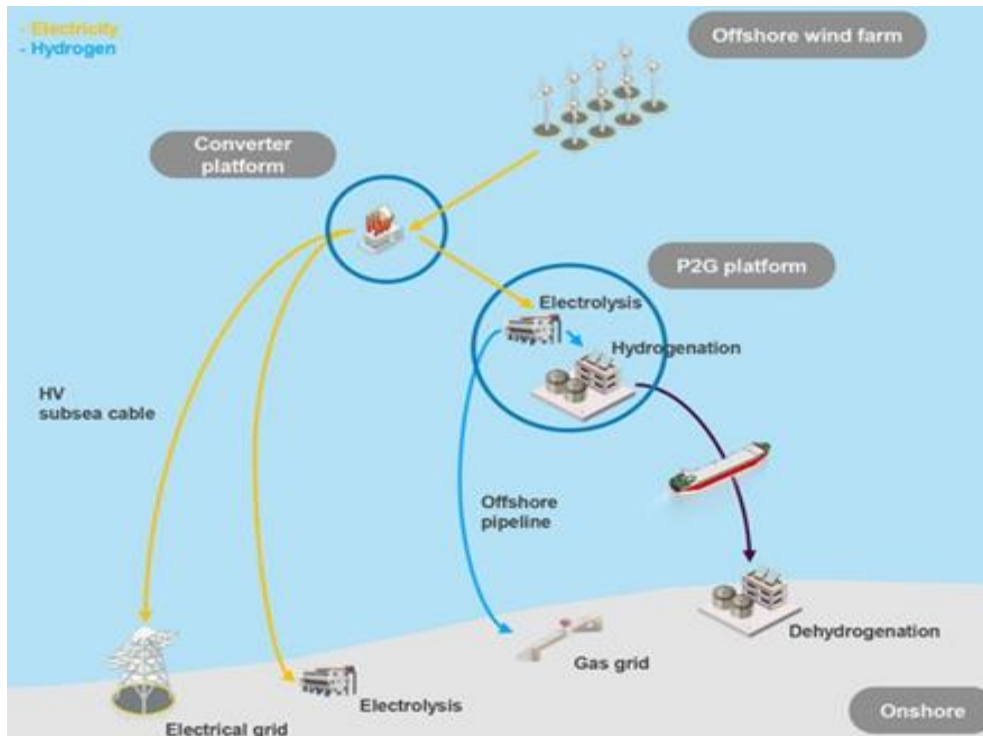 - Electricity
- Hydrogen
Offshore wind farm
Converter
platform
P2G platform
Electrolysis
Hydrogenation
HV
subsea cable
Offshore
pipeline
Dehydrogenation
Gas grid
Electrolysis
Onshore
Electrical grid